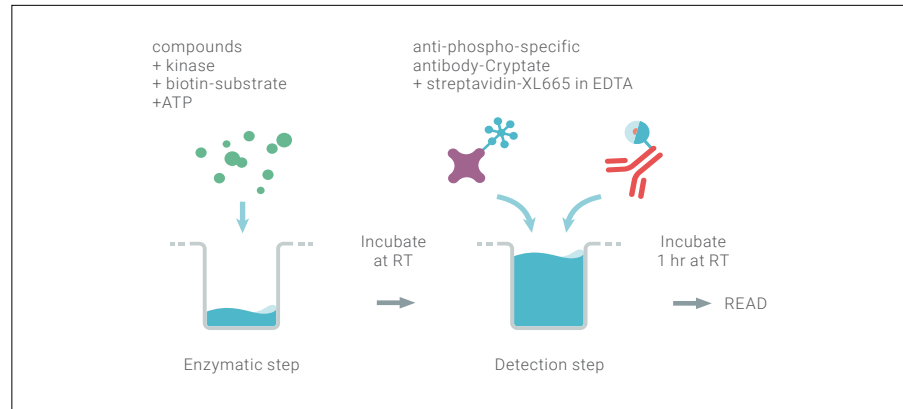 compounds
+ kinase
+ biotin-substrate
+ATP
anti-phospho-specific
antibody-Cryptate
+ streptavidin-XL665 in EDTA
Incubate
at RT
Incubate
1 hr at RT
READ
Enzymatic step
Detection step